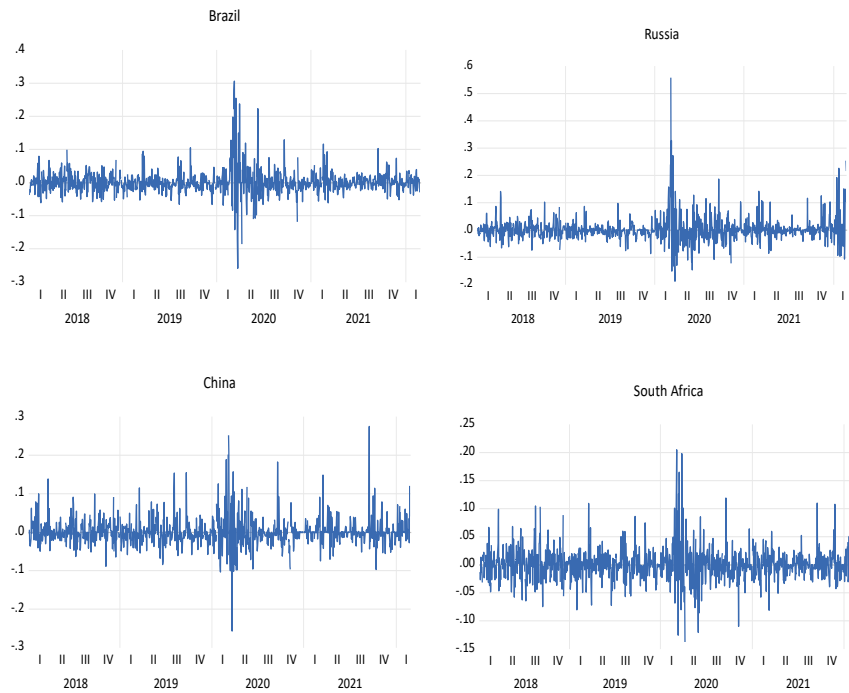 Brazil
.4
.3
.2
.1
.0
-.1
-.2
-.3
I II III IV I II III IV I II III IV I II III IV I
2018 2019 2020 2021
Russia
.6
.5
.4
.3
.2
.1
.0
-.1
-.2
I II III IV I II III IV I II III IV I II III IV I
2018 2019 2020 2021
China
.3
.2
.1
.0
-.1
-.2
-.3
I II III IV I II III IV I II III IV I II III IV I
2018 2019 2020 2021
South Africa
.25
.20
.15
.10
.05
.00
-.05
-.10
-.15
I II III IV I II III IV I II III IV I II III IV I
2018 2019 2020 2021